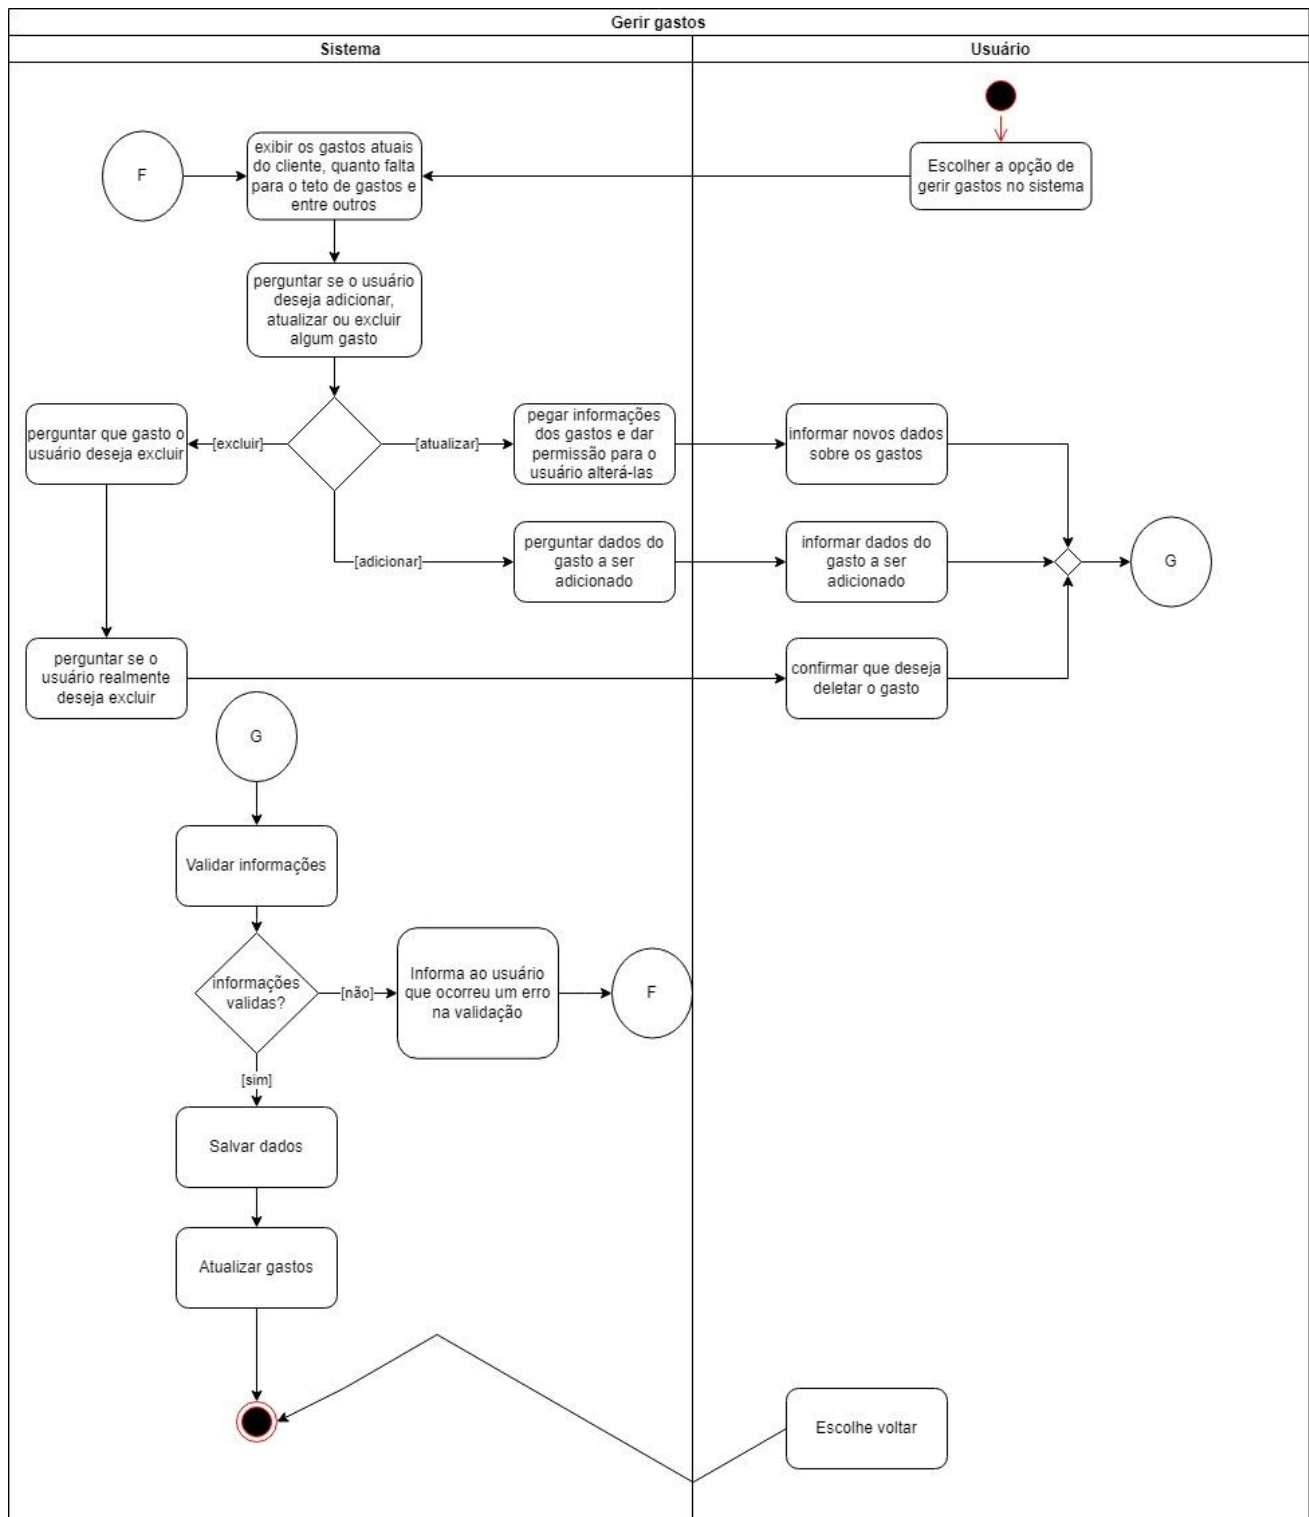 Gerir gastos
Sistema
Usuário
F
exibir os gastos atuais
do cliente, quanto falta
para o teto de gastos e
entre outros
Escolher a opção de
gerir gastos no sistema
perguntar se o usuário
deseja adicionar,
atualizar ou excluir
algum gasto
perguntar que gasto o
usuário deseja excluir
[excluir]
[atualizar]
pegar informações
dos gastos e dar
permissão para o
usuário alterá-las
informar novos dados
sobre os gastos
[adicionar]
perguntar dados do
gasto a ser
adicionado
informar dados do
gasto a ser
adicionado
G
perguntar se o
usuário realmente
deseja excluir
confirmar que deseja
deletar o gasto
G
Validar informações
informações
validas?
[não]
Informa ao usuário
que ocorreu um erro
na validação
F
[sim]
Salvar dados
Atualizar gastos
Escolhe voltar